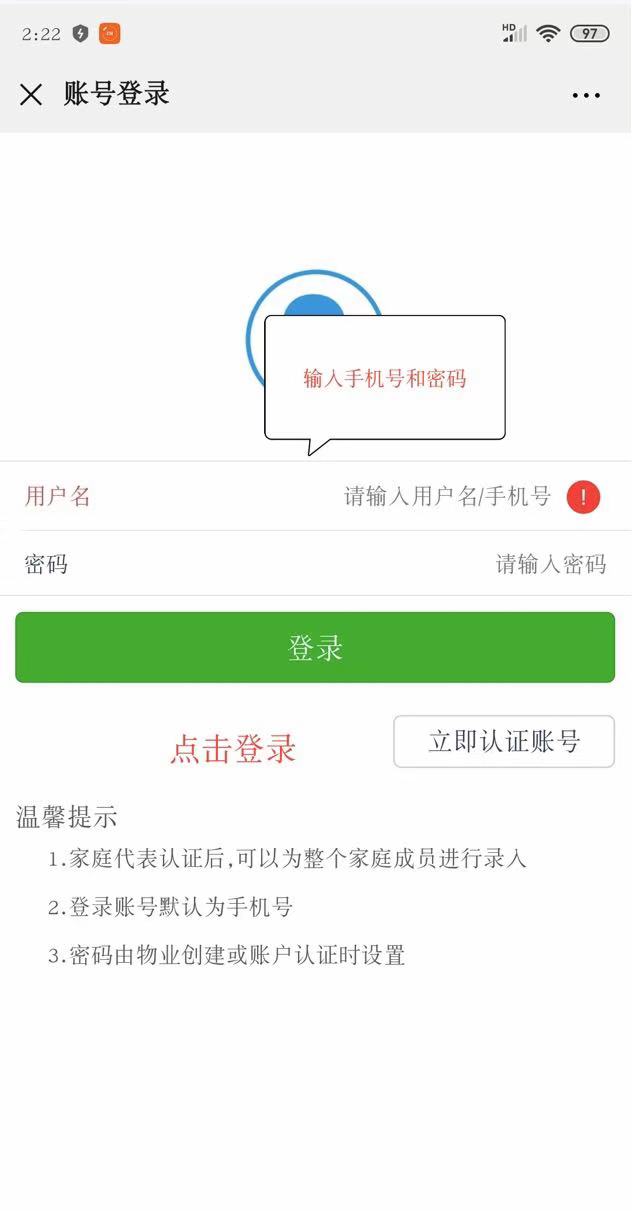 2:22 HD 97
账号登录
输入手机号和密码
用户名 请输入用户名/手机号 !
密码 请输入密码
登录
点击登录 立即认证账号
温馨提示
1.家庭代表认证后,可以为整个家庭成员进行录入
2.登录账号默认为手机号
3.密码由物业创建或账户认证时设置